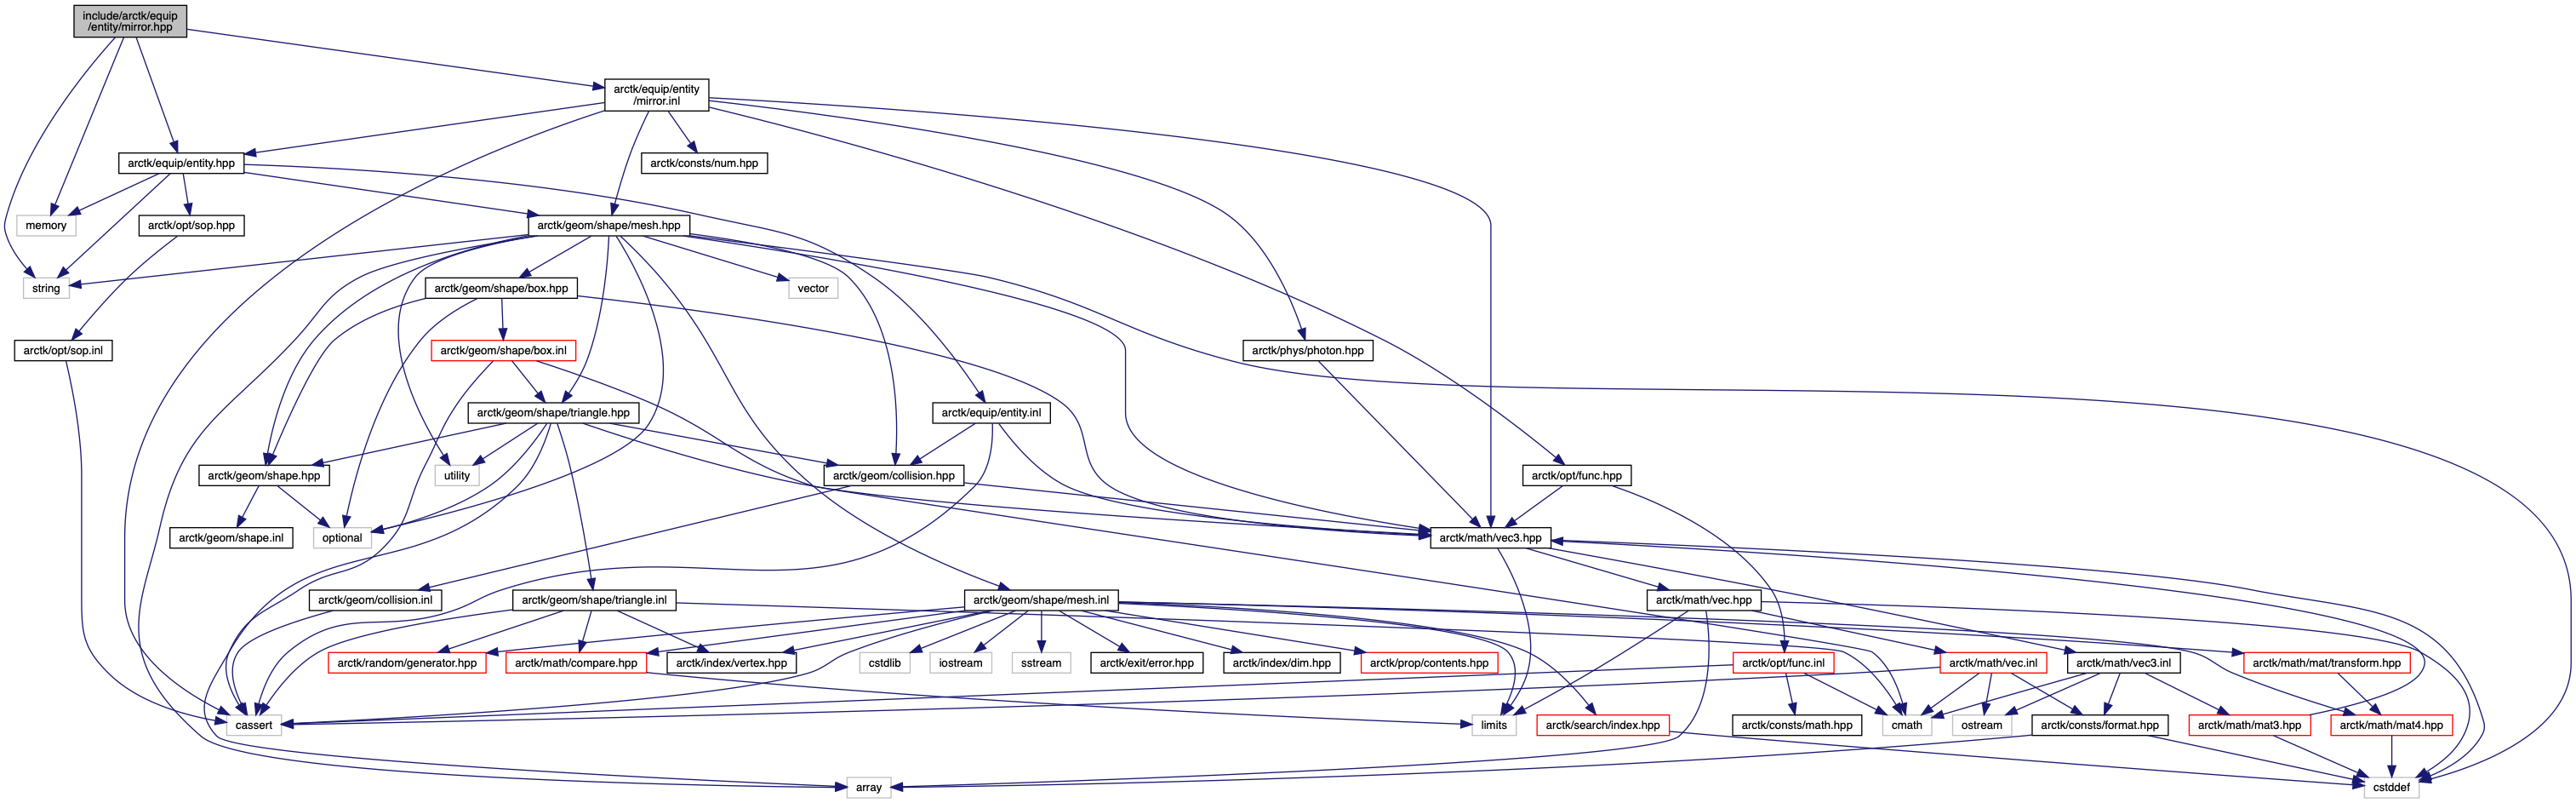 include/arctk/equip
/entity/mirror.hpp
arctk/equip/entity
/mirror.inl
arctk/equip/entity.hpp
arctk/consts/num.hpp
memory
arctk/opt/sop.hpp
arctk/geom/shape/mesh.hpp
string
arctk/geom/shape/box.hpp
vector
arctk/opt/sop.inl
arctk/geom/shape/box.inl
arctk/phys/photon.hpp
arctk/geom/shape/triangle.hpp
arctk/equip/entity.inl
arctk/geom/shape.hpp
utility
arctk/geom/collision.hpp
arctk/opt/func.hpp
arctk/geom/shape.inl
optional
arctk/math/vec3.hpp
arctk/geom/collision.inl
arctk/geom/shape/triangle.inl
arctk/geom/shape/mesh.inl
arctk/math/vec.hpp
arctk/random/generator.hpp
arctk/math/compare.hpp
arctk/index/vertex.hpp
cstdlib
iostream
sstream
arctk/exit/error.hpp
arctk/index/dim.hpp
arctk/prop/contents.hpp
arctk/opt/func.inl
arctk/math/vec.inl
arctk/math/vec3.inl
arctk/math/mat/transform.hpp
cassert
limits
arctk/search/index.hpp
arctk/consts/math.hpp
cmath
ostream
arctk/consts/format.hpp
arctk/math/mat3.hpp
arctk/math/mat4.hpp
array
cstddef